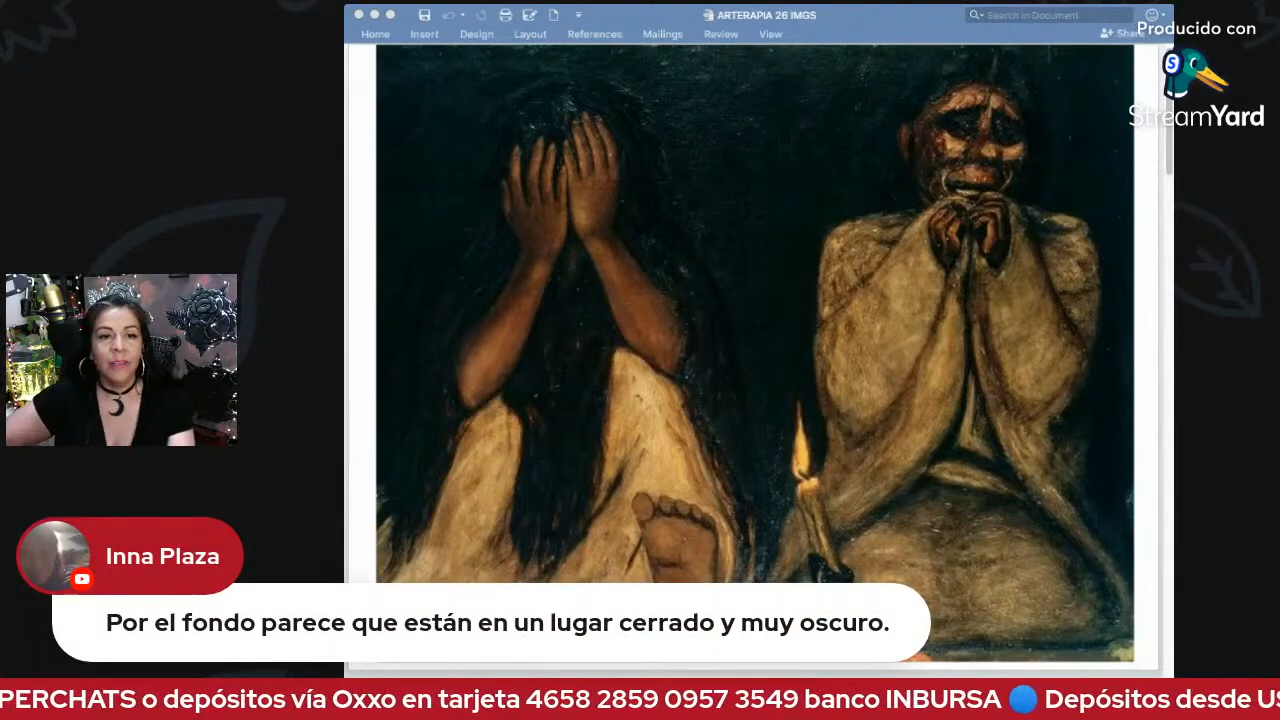 ARTERAPIA 26 IMGS
Search in Document
Home Insert Design Layout References Mailings Review View
Share
Producido con
StreamYard
Inna Plaza
Por el fondo parece que están en un lugar cerrado y muy oscuro.
PERCHATS o depósitos vía Oxxo en tarjeta 4658 2859 0957 3549 banco INBURSA 🔵 Depósitos desde US